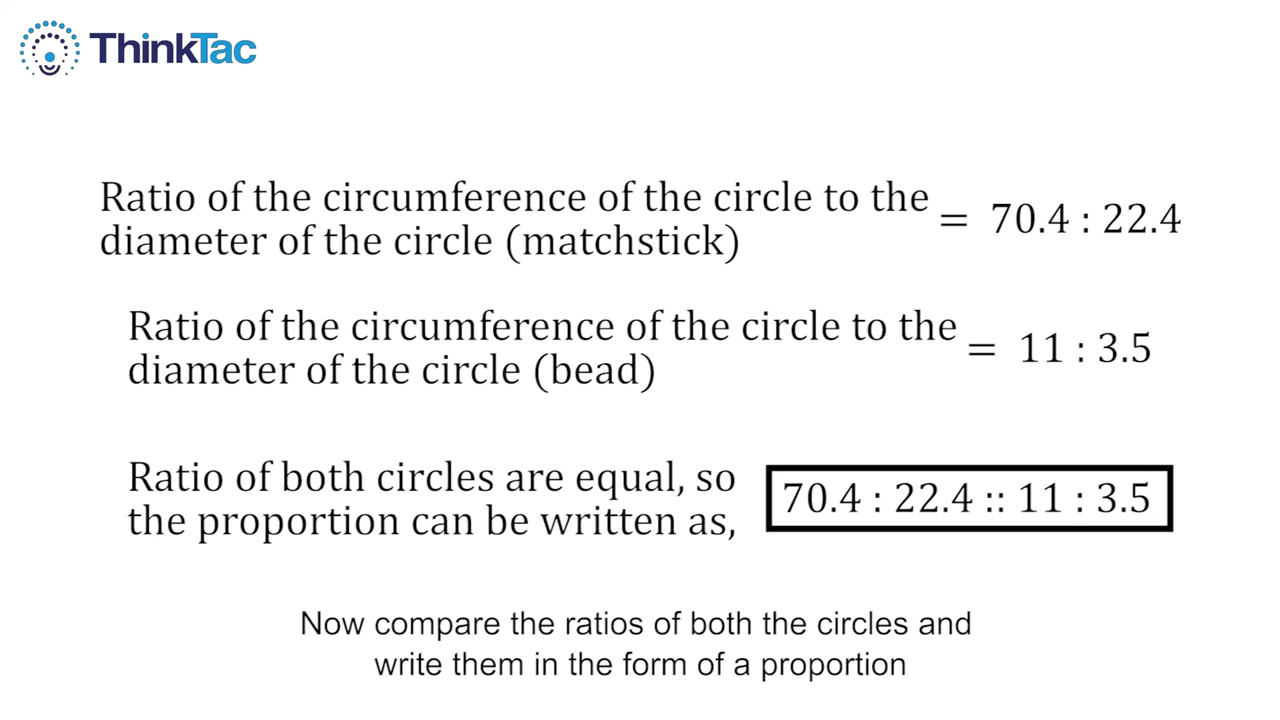 ThinkTac
Ratio of the circumference of the circle to the
diameter of the circle (matchstick)
= 70.4 : 22.4
Ratio of the circumference of the circle to the
diameter of the circle (bead)
= 11 : 3.5
Ratio of both circles are equal, so
the proportion can be written as,
70.4 : 22.4 :: 11 : 3.5
Now compare the ratios of both the circles and
write them in the form of a proportion